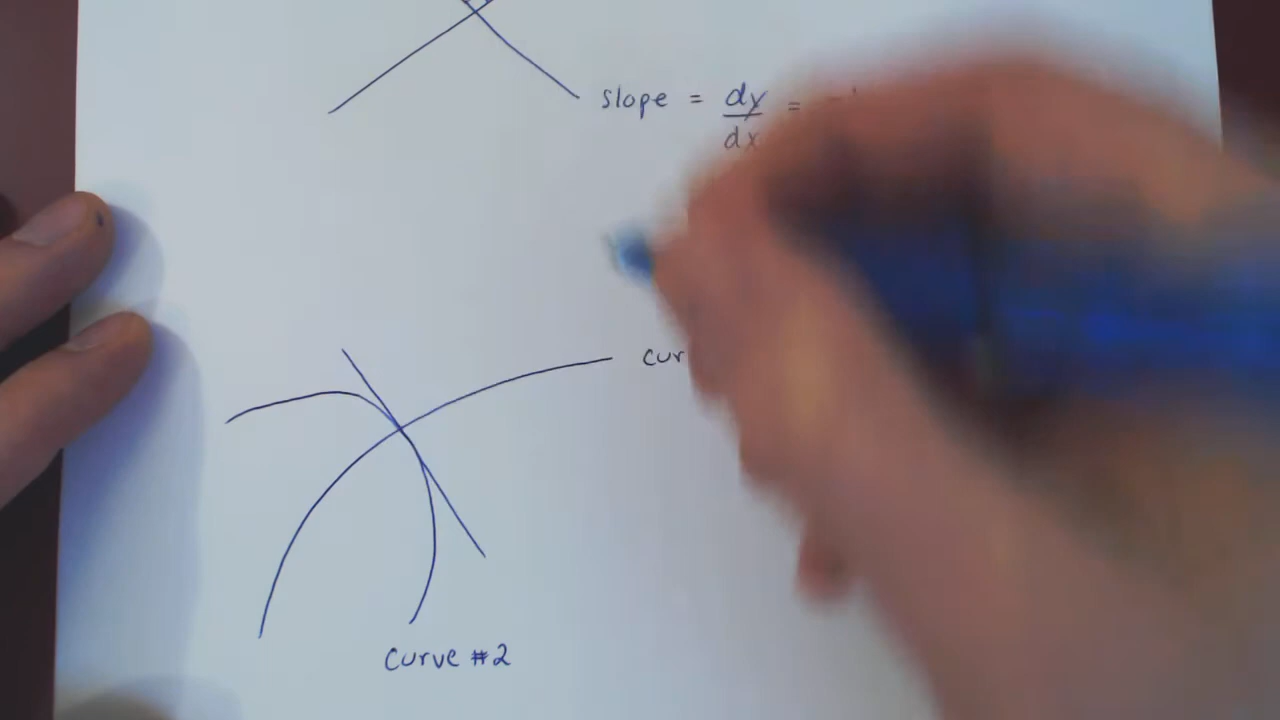 slope = dy/dx =
Curve #2